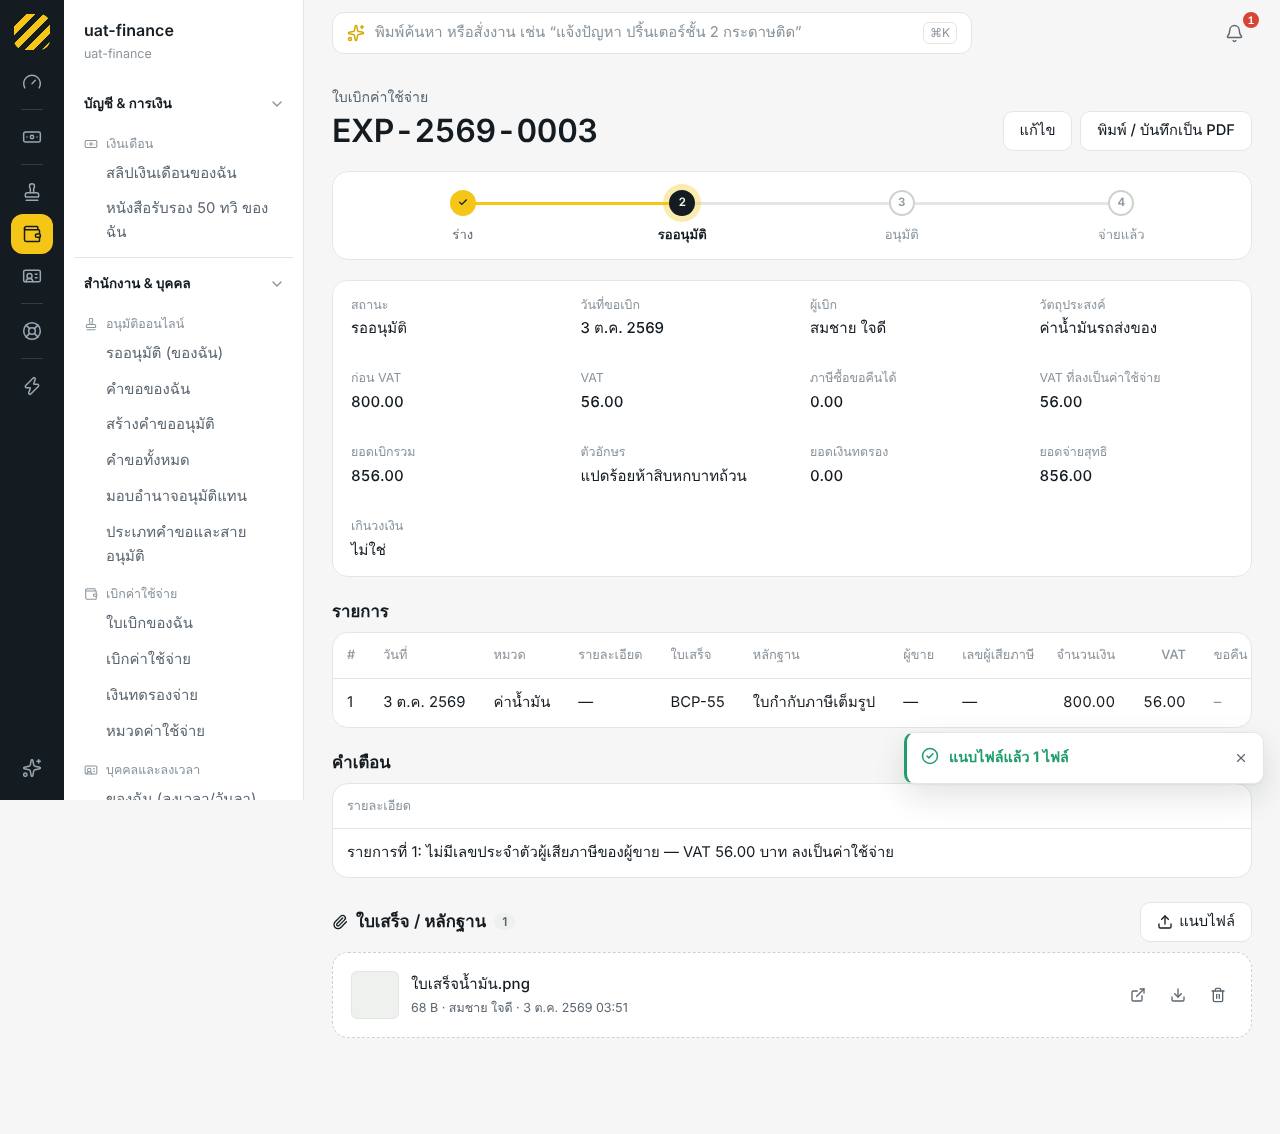 uat-finance
uat-finance
บัญชี & การเงิน
เงินเดือน
สลิปเงินเดือนของฉัน
หนังสือรับรอง 50 ทวิ ของ
ฉัน
สำนักงาน & บุคคล
อนุมัติออนไลน์
รออนุมัติ (ของฉัน)
คำขอของฉัน
สร้างคำขออนุมัติ
คำขอทั้งหมด
มอบอำนาจอนุมัติแทน
ประเภทคำขอและสาย
อนุมัติ
เบิกค่าใช้จ่าย
ใบเบิกของฉัน
เบิกค่าใช้จ่าย
เงินทดรองจ่าย
หมวดค่าใช้จ่าย
บุคคลและลงเวลา
ของฉัน (ลงเวลา/วันลา)
พิมพ์ค้นหา หรือสั่งงาน เช่น “แจ้งปัญหา ปริ้นเตอร์ชั้น 2 กระดาษติด” ⌘K
1
ใบเบิกค่าใช้จ่าย
EXP-2569-0003
แก้ไข พิมพ์ / บันทึกเป็น PDF
2 3 4
ร่าง รออนุมัติ อนุมัติ จ่ายแล้ว
สถานะ วันที่ขอเบิก ผู้เบิก วัตถุประสงค์
รออนุมัติ 3 ต.ค. 2569 สมชาย ใจดี ค่าน้ำมันรถส่งของ
ก่อน VAT VAT ภาษีซื้อขอคืนได้ VAT ที่ลงเป็นค่าใช้จ่าย
800.00 56.00 0.00 56.00
ยอดเบิกรวม ตัวอักษร ยอดเงินทดรอง ยอดจ่ายสุทธิ
856.00 แปดร้อยห้าสิบหกบาทถ้วน 0.00 856.00
เกินวงเงิน
ไม่ใช่
รายการ
# วันที่ หมวด รายละเอียด ใบเสร็จ หลักฐาน ผู้ขาย เลขผู้เสียภาษี จำนวนเงิน VAT ขอคืน
1 3 ต.ค. 2569 ค่าน้ำมัน — BCP-55 ใบกำกับภาษีเต็มรูป — — 800.00 56.00 –
คำเตือน
แนบไฟล์แล้ว 1 ไฟล์
รายละเอียด
รายการที่ 1: ไม่มีเลขประจำตัวผู้เสียภาษีของผู้ขาย — VAT 56.00 บาท ลงเป็นค่าใช้จ่าย
ใบเสร็จ / หลักฐาน 1
แนบไฟล์
ใบเสร็จน้ำมัน.png
68 B · สมชาย ใจดี · 3 ต.ค. 2569 03:51